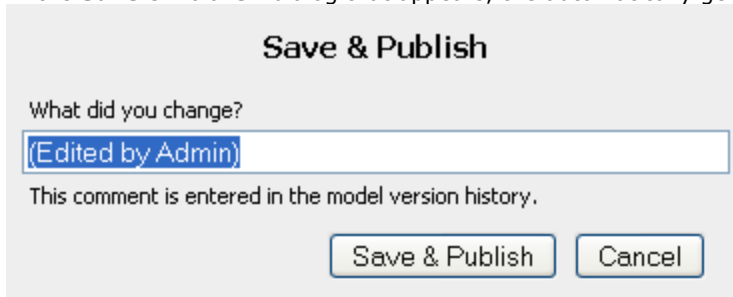 Save & Publish
What did you change?
(Edited by Admin)
This comment is entered in the model version history.
Save & Publish Cancel